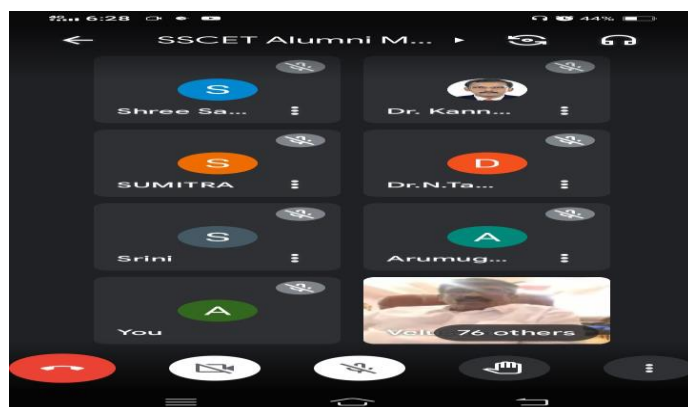 6:28 44%
SSCET Alumni M...
S S
Shree Sa... Dr. Kann...
S D
SUMITRA Dr.N.Ta...
S A
Srini Arumug...
A
You 76 others